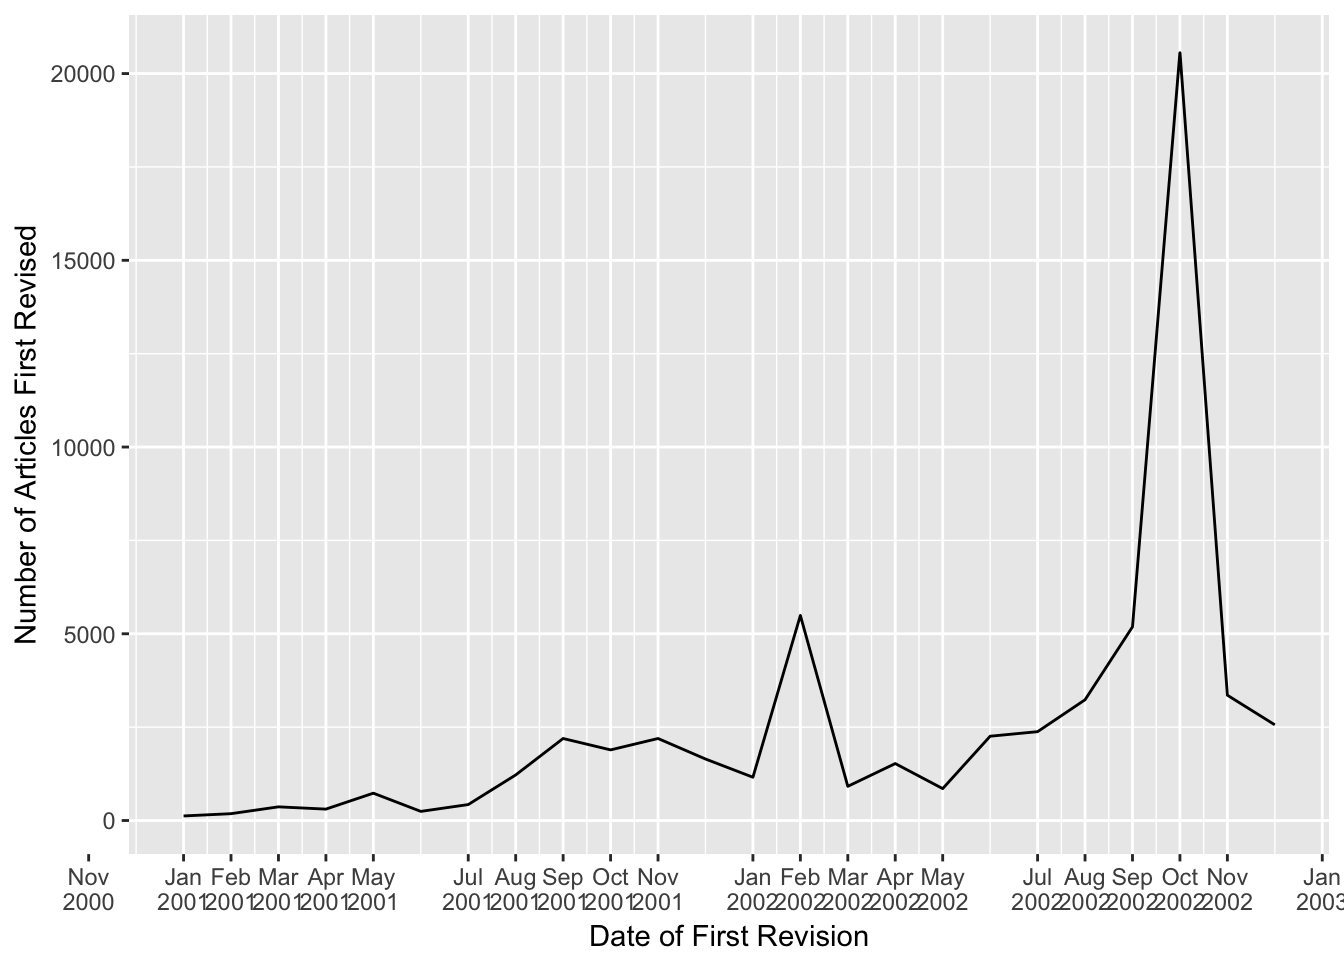 Number of Articles First Revised
20000
15000
10000
5000
0
Nov Jan Feb Mar Apr May Jul Aug Sep Oct Nov Jan Feb Mar Apr May Jul Aug Sep Oct Nov Jan
2000 2001 2001 2001 2001 2001 2001 2001 2001 2001 2001 2002 2002 2002 2002 2002 2002 2002 2002 2002 2002 2003
Date of First Revision